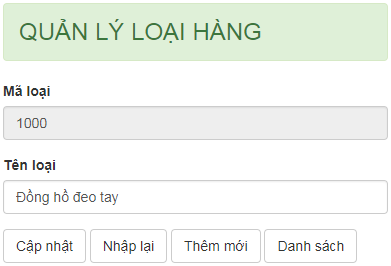 QUẢN LÝ LOẠI HÀNG
Mã loại
1000
Tên loại
Đồng hồ đeo tay
Cập nhật Nhập lại Thêm mới Danh sách